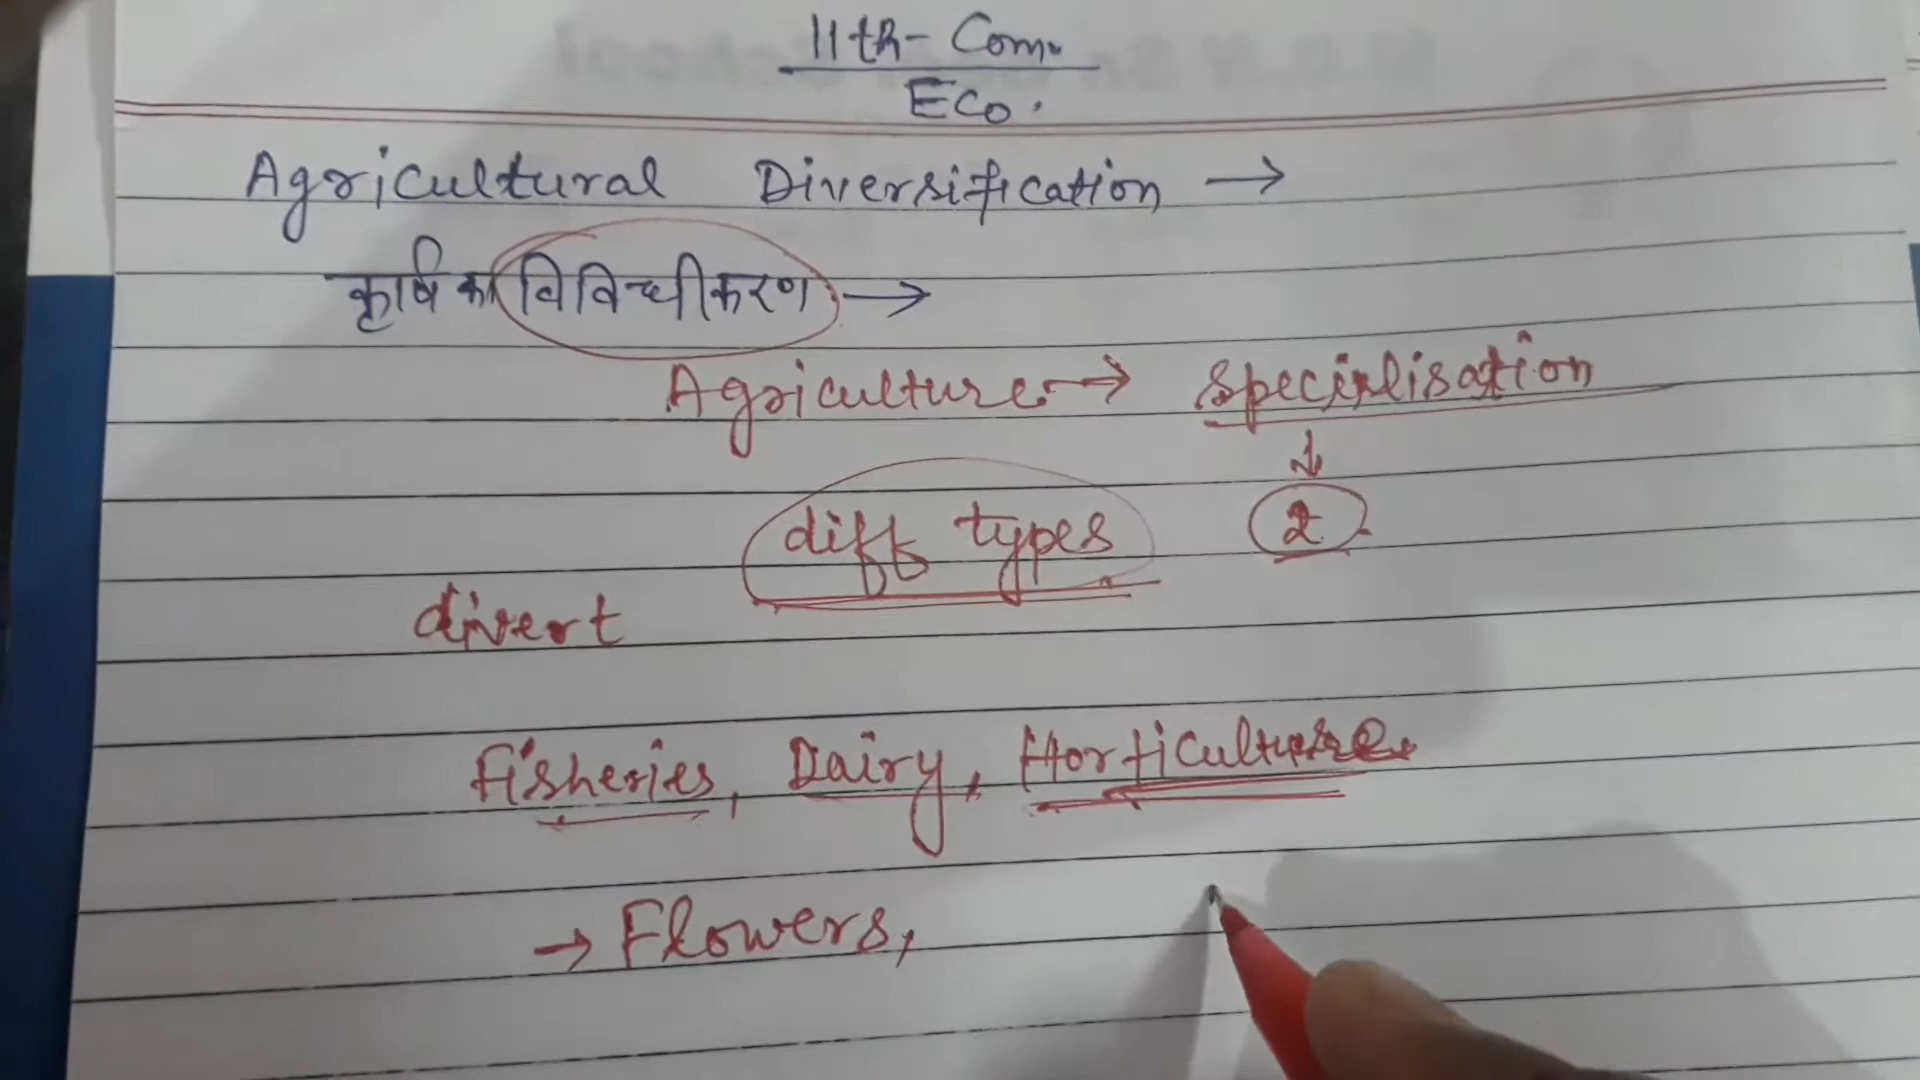 11th - Com.
Eco.
Agricultural Diversification →
कृषि का विविधीकरण →
Agriculture. → Specialisation
↓
diff types 2
divert
Fisheries, Dairy, Horticulture
→ Flowers,